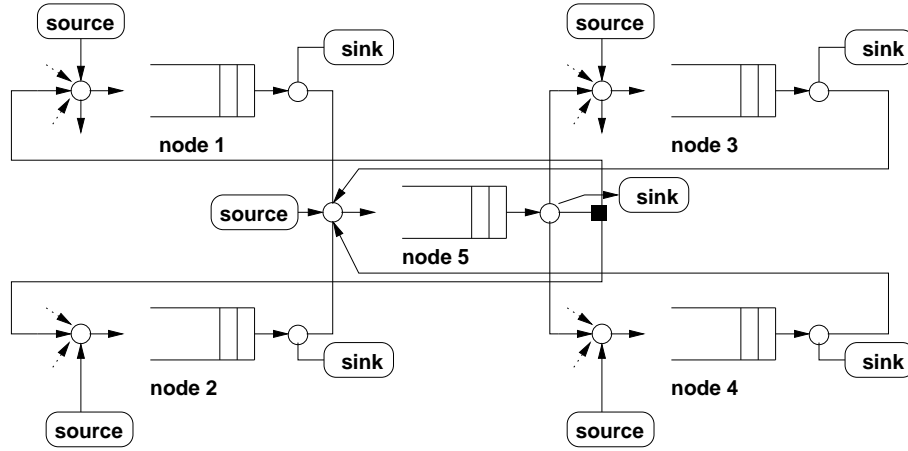 source
sink
source
sink
node 1
node 3
source
sink
node 5
sink
sink
node 2
node 4
source
source